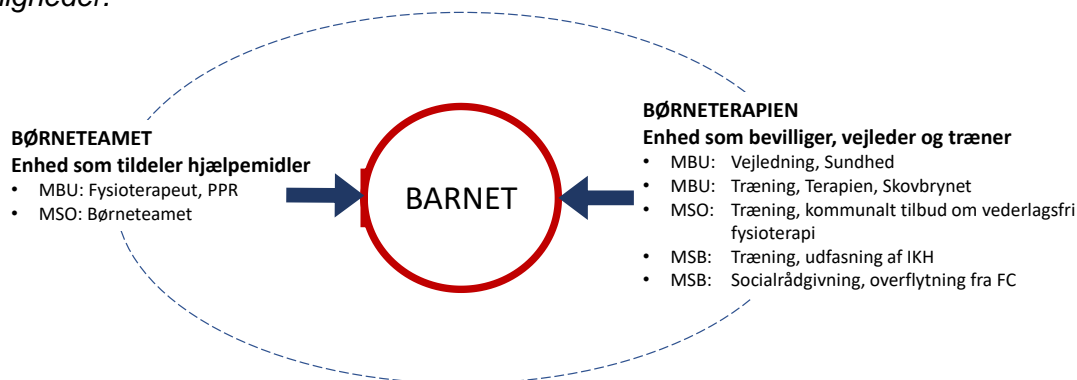 BØRNETEAMET
Enhed som tildeler hjælpemidler
• MBU: Fysioterapeut, PPR
• MSO: Børneteamet
BARNET
BØRNETERAPIEN
Enhed som bevilliger, vejleder og træner
• MBU: Vejledning, Sundhed
• MBU: Træning, Terapien, Skovbrynet
• MSO: Træning, kommunalt tilbud om vederlagsfri
fysioterapi
• MSB: Træning, udfasning af IKH
• MSB: Socialrådgivning, overflytning fra FC